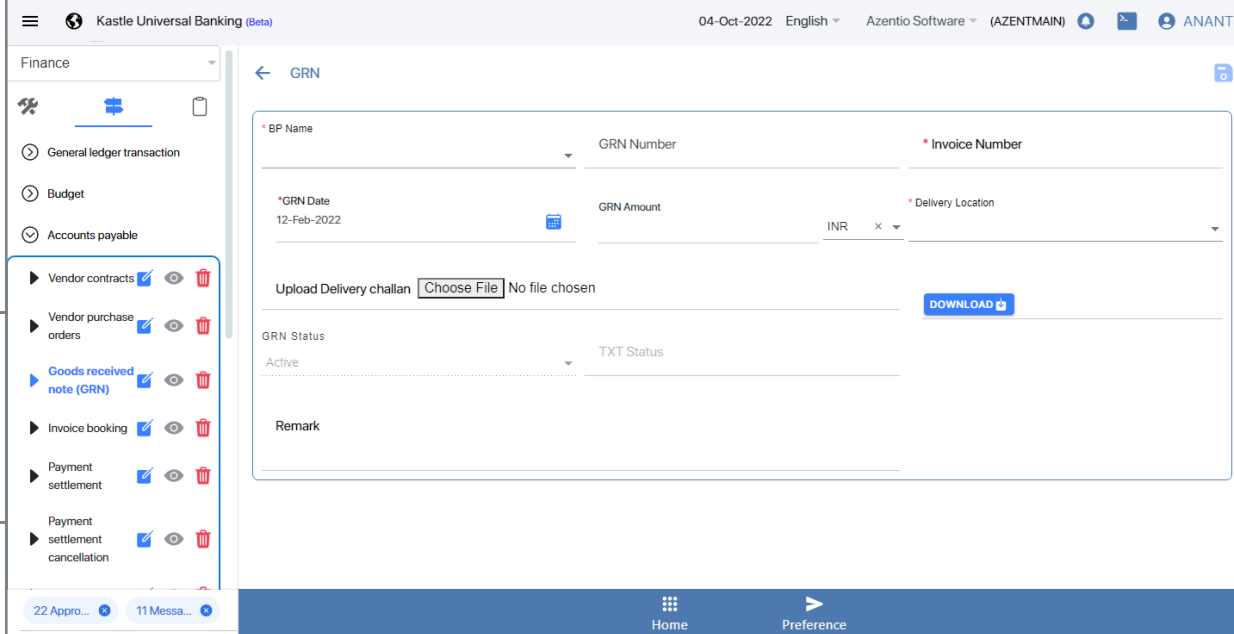 Kastle Universal Banking (Beta)
04-Oct-2022 English Azentio Software (AZENTMAIN) ANANT
Finance
GRN
General ledger transaction
Budget
Accounts payable
Vendor contracts
Vendor purchase
orders
Goods received
note (GRN)
Invoice booking
Payment
settlement
Payment
settlement
cancellation
22 Appro...
11 Messa...
* BP Name
GRN Number
* Invoice Number
*GRN Date
12-Feb-2022
GRN Amount
INR ×
* Delivery Location
Upload Delivery challan Choose File No file chosen
DOWNLOAD
GRN Status
Active
TXT Status
Remark
Home
Preference